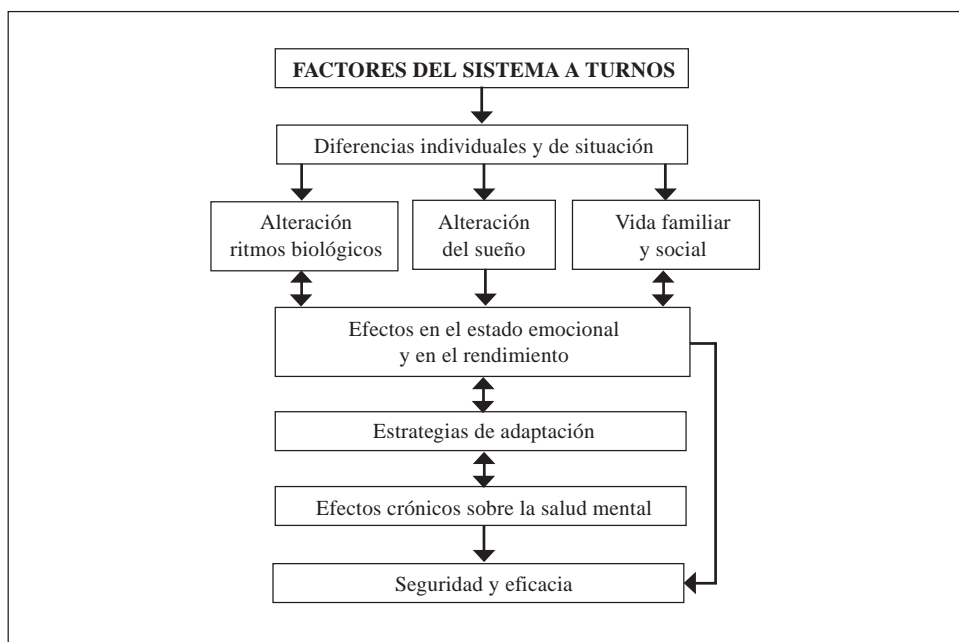 FACTORES DEL SISTEMA A TURNOS
Diferencias individuales y de situación
Alteración
ritmos biológicos
Alteración
del sueño
Vida familiar
y social
Efectos en el estado emocional
y en el rendimiento
Estrategias de adaptación
Efectos crónicos sobre la salud mental
Seguridad y eficacia